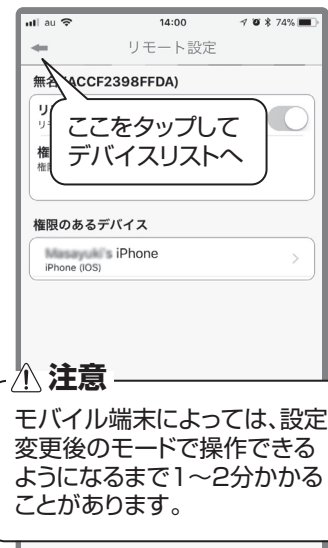 au 14:00 74%
リモート設定
無名 (ACCF2398FFDA)
リ
リ
ここをタップして
デバイスリストへ
権
権
権限のあるデバイス
iPhone
iPhone (IOS)
注意
モバイル端末によっては、設定
変更後のモードで操作できる
ようになるまで1～2分かかる
ことがあります。